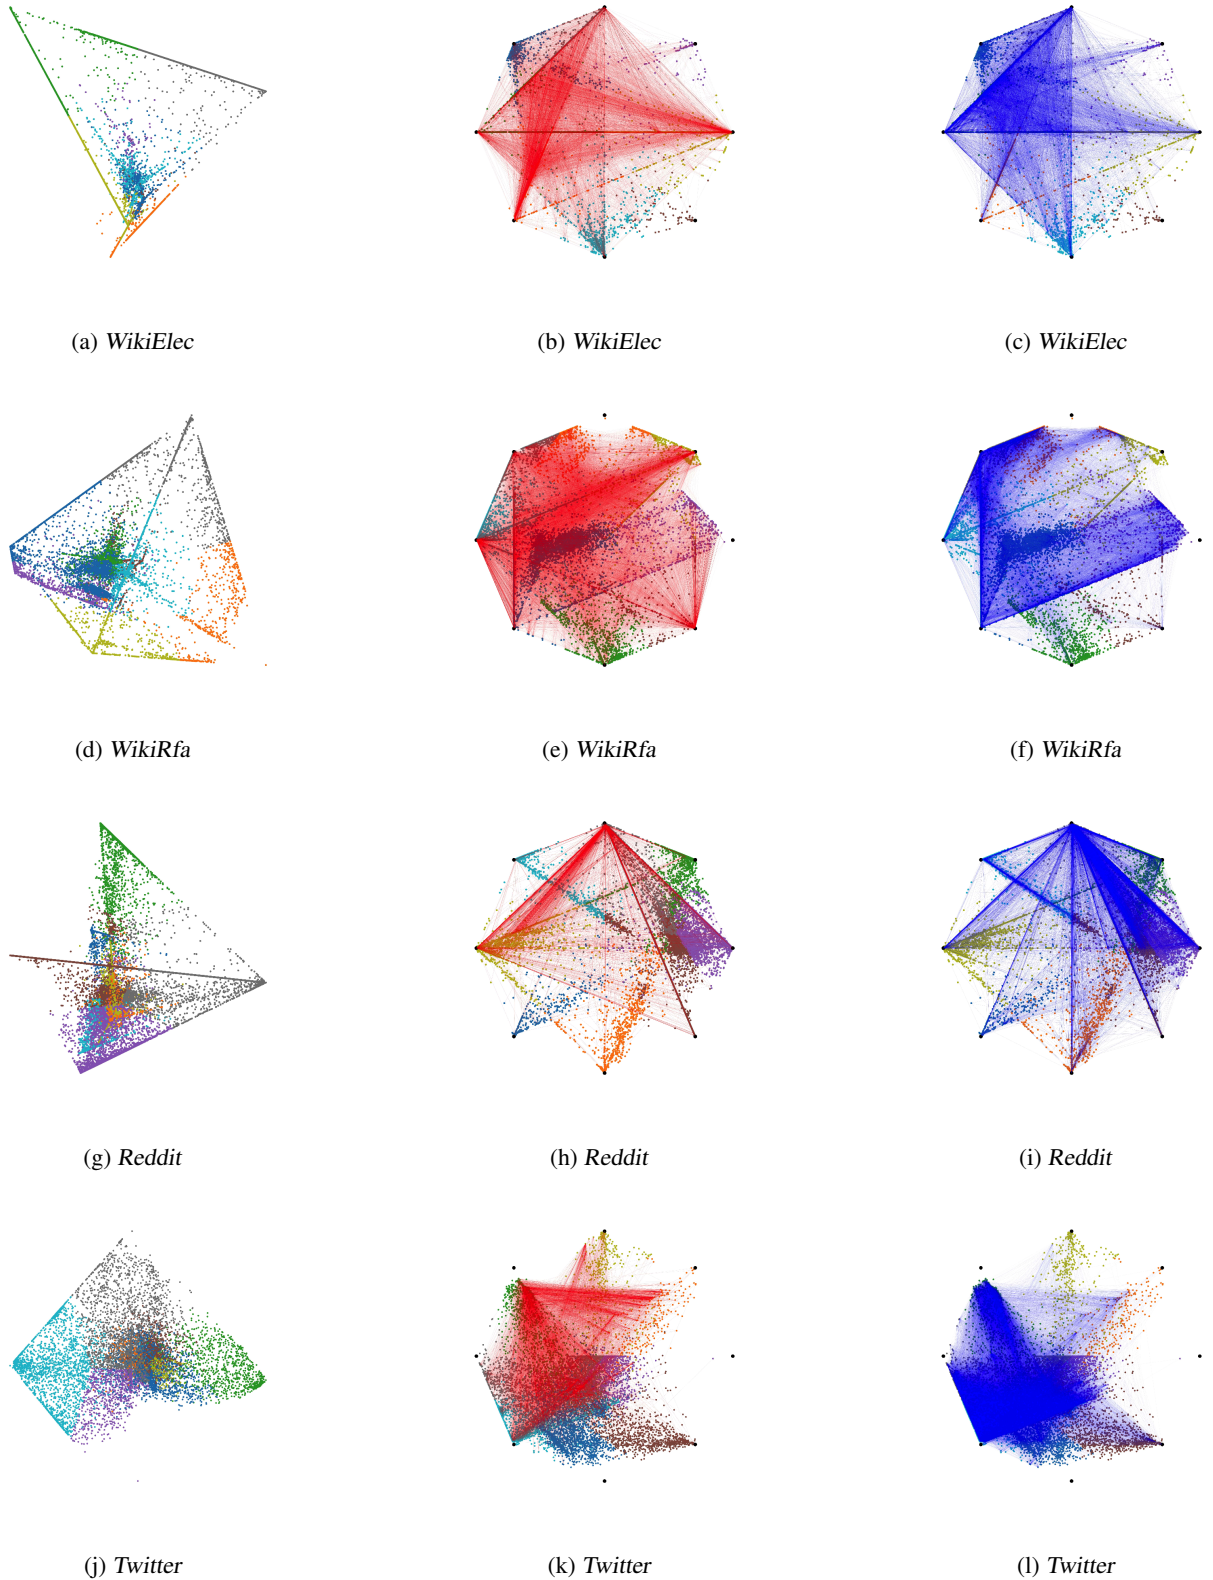 (a) WikiElec
(b) WikiElec
(c) WikiElec
(d) WikiRfa
(e) WikiRfa
(f) WikiRfa
(g) Reddit
(h) Reddit
(i) Reddit
(j) Twitter
(k) Twitter
(l) Twitter